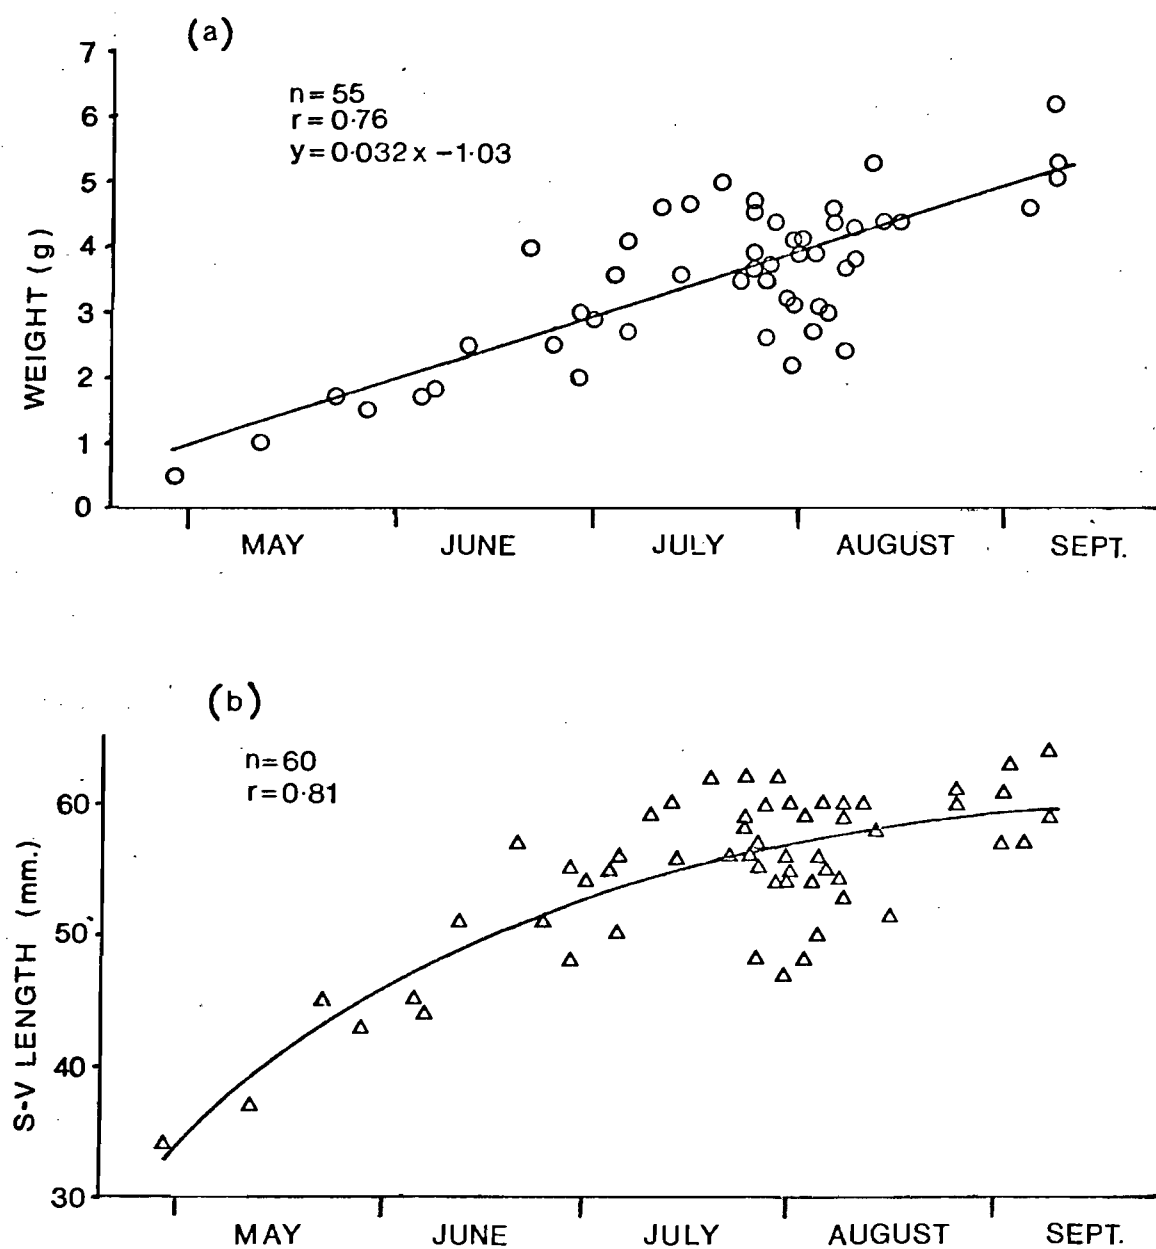 (a)
7
6
5
4
3
2
1
0
WEIGHT (g)
n = 55
r = 0·76
y = 0·032 x − 1·03
MAY JUNE JULY AUGUST SEPT.
(b)
60
50
40
30
S-V LENGTH (mm.)
n = 60
r = 0·81
MAY JUNE JULY AUGUST SEPT.